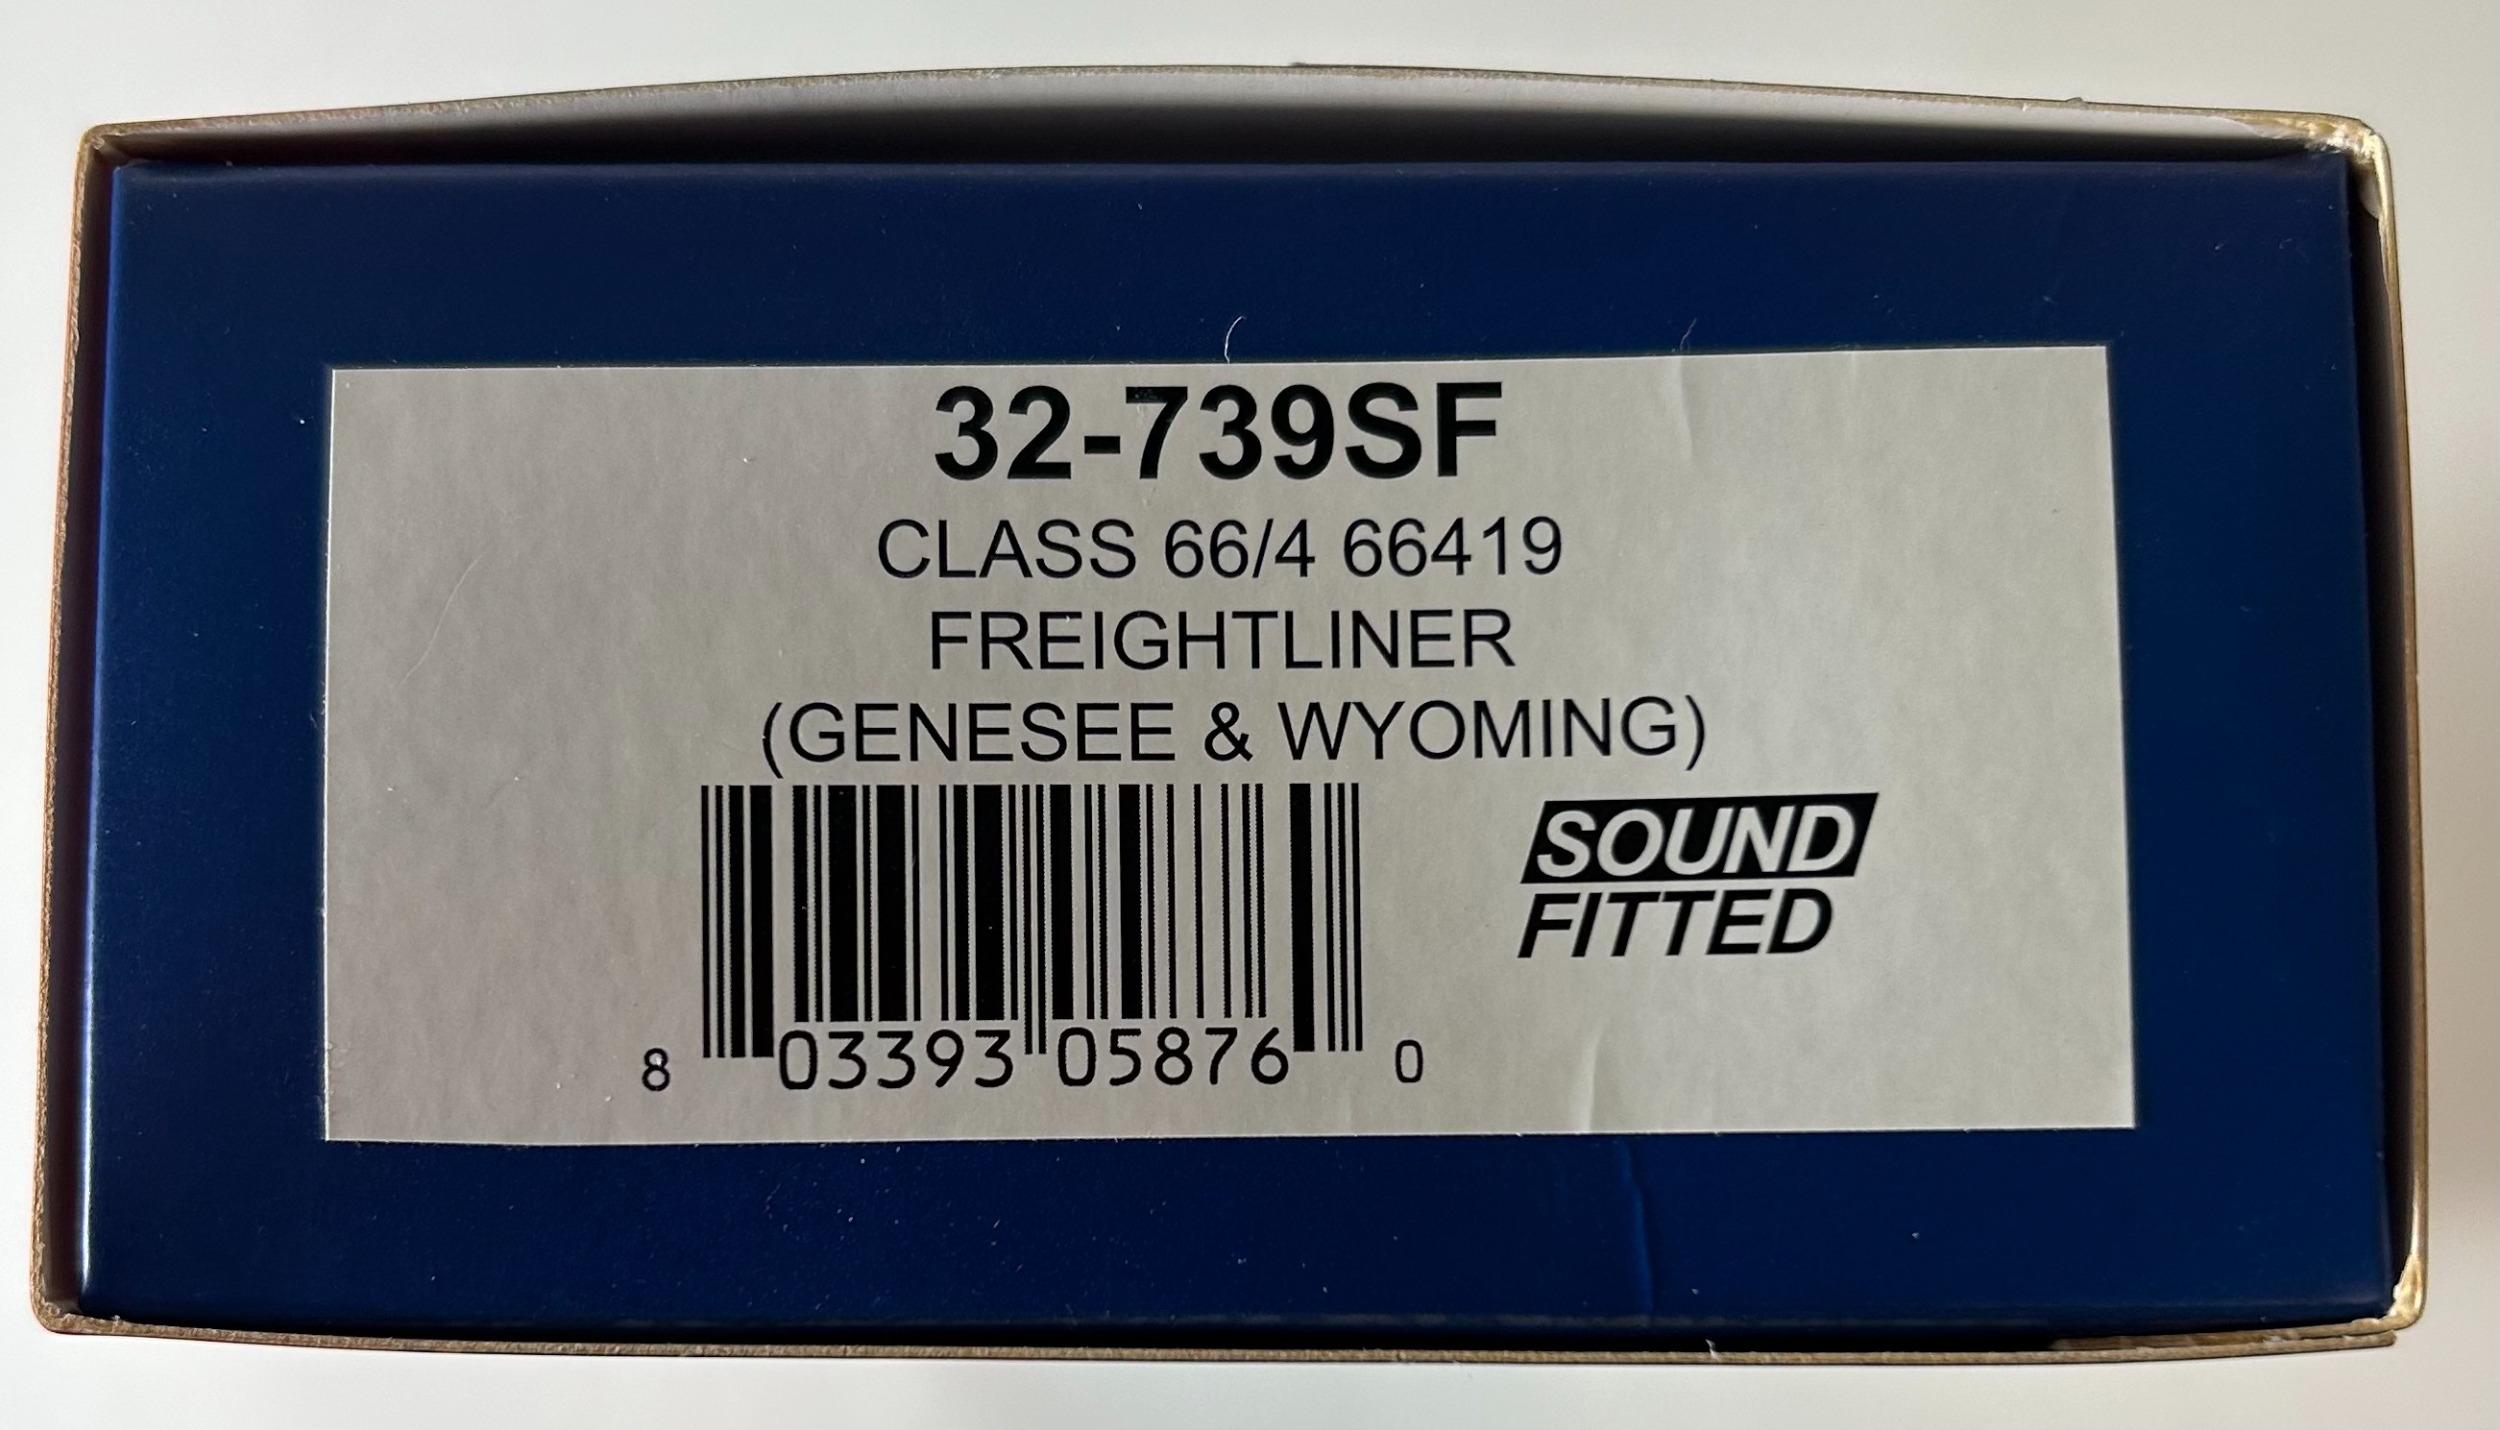 32-739SF
CLASS 66/4 66419
FREIGHTLINER
(GENESEE & WYOMING)
SOUND
FITTED
8 03393 05876 0